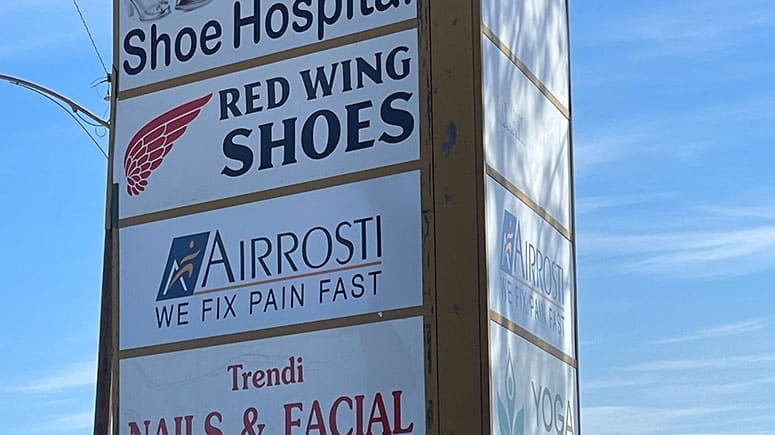 Shoe Hospital
RED WING
SHOES
AIRROSTI
WE FIX PAIN FAST
Trendi
NAILS & FACIAL
AIRROSTI
WE FIX PAIN FAST
YOGA